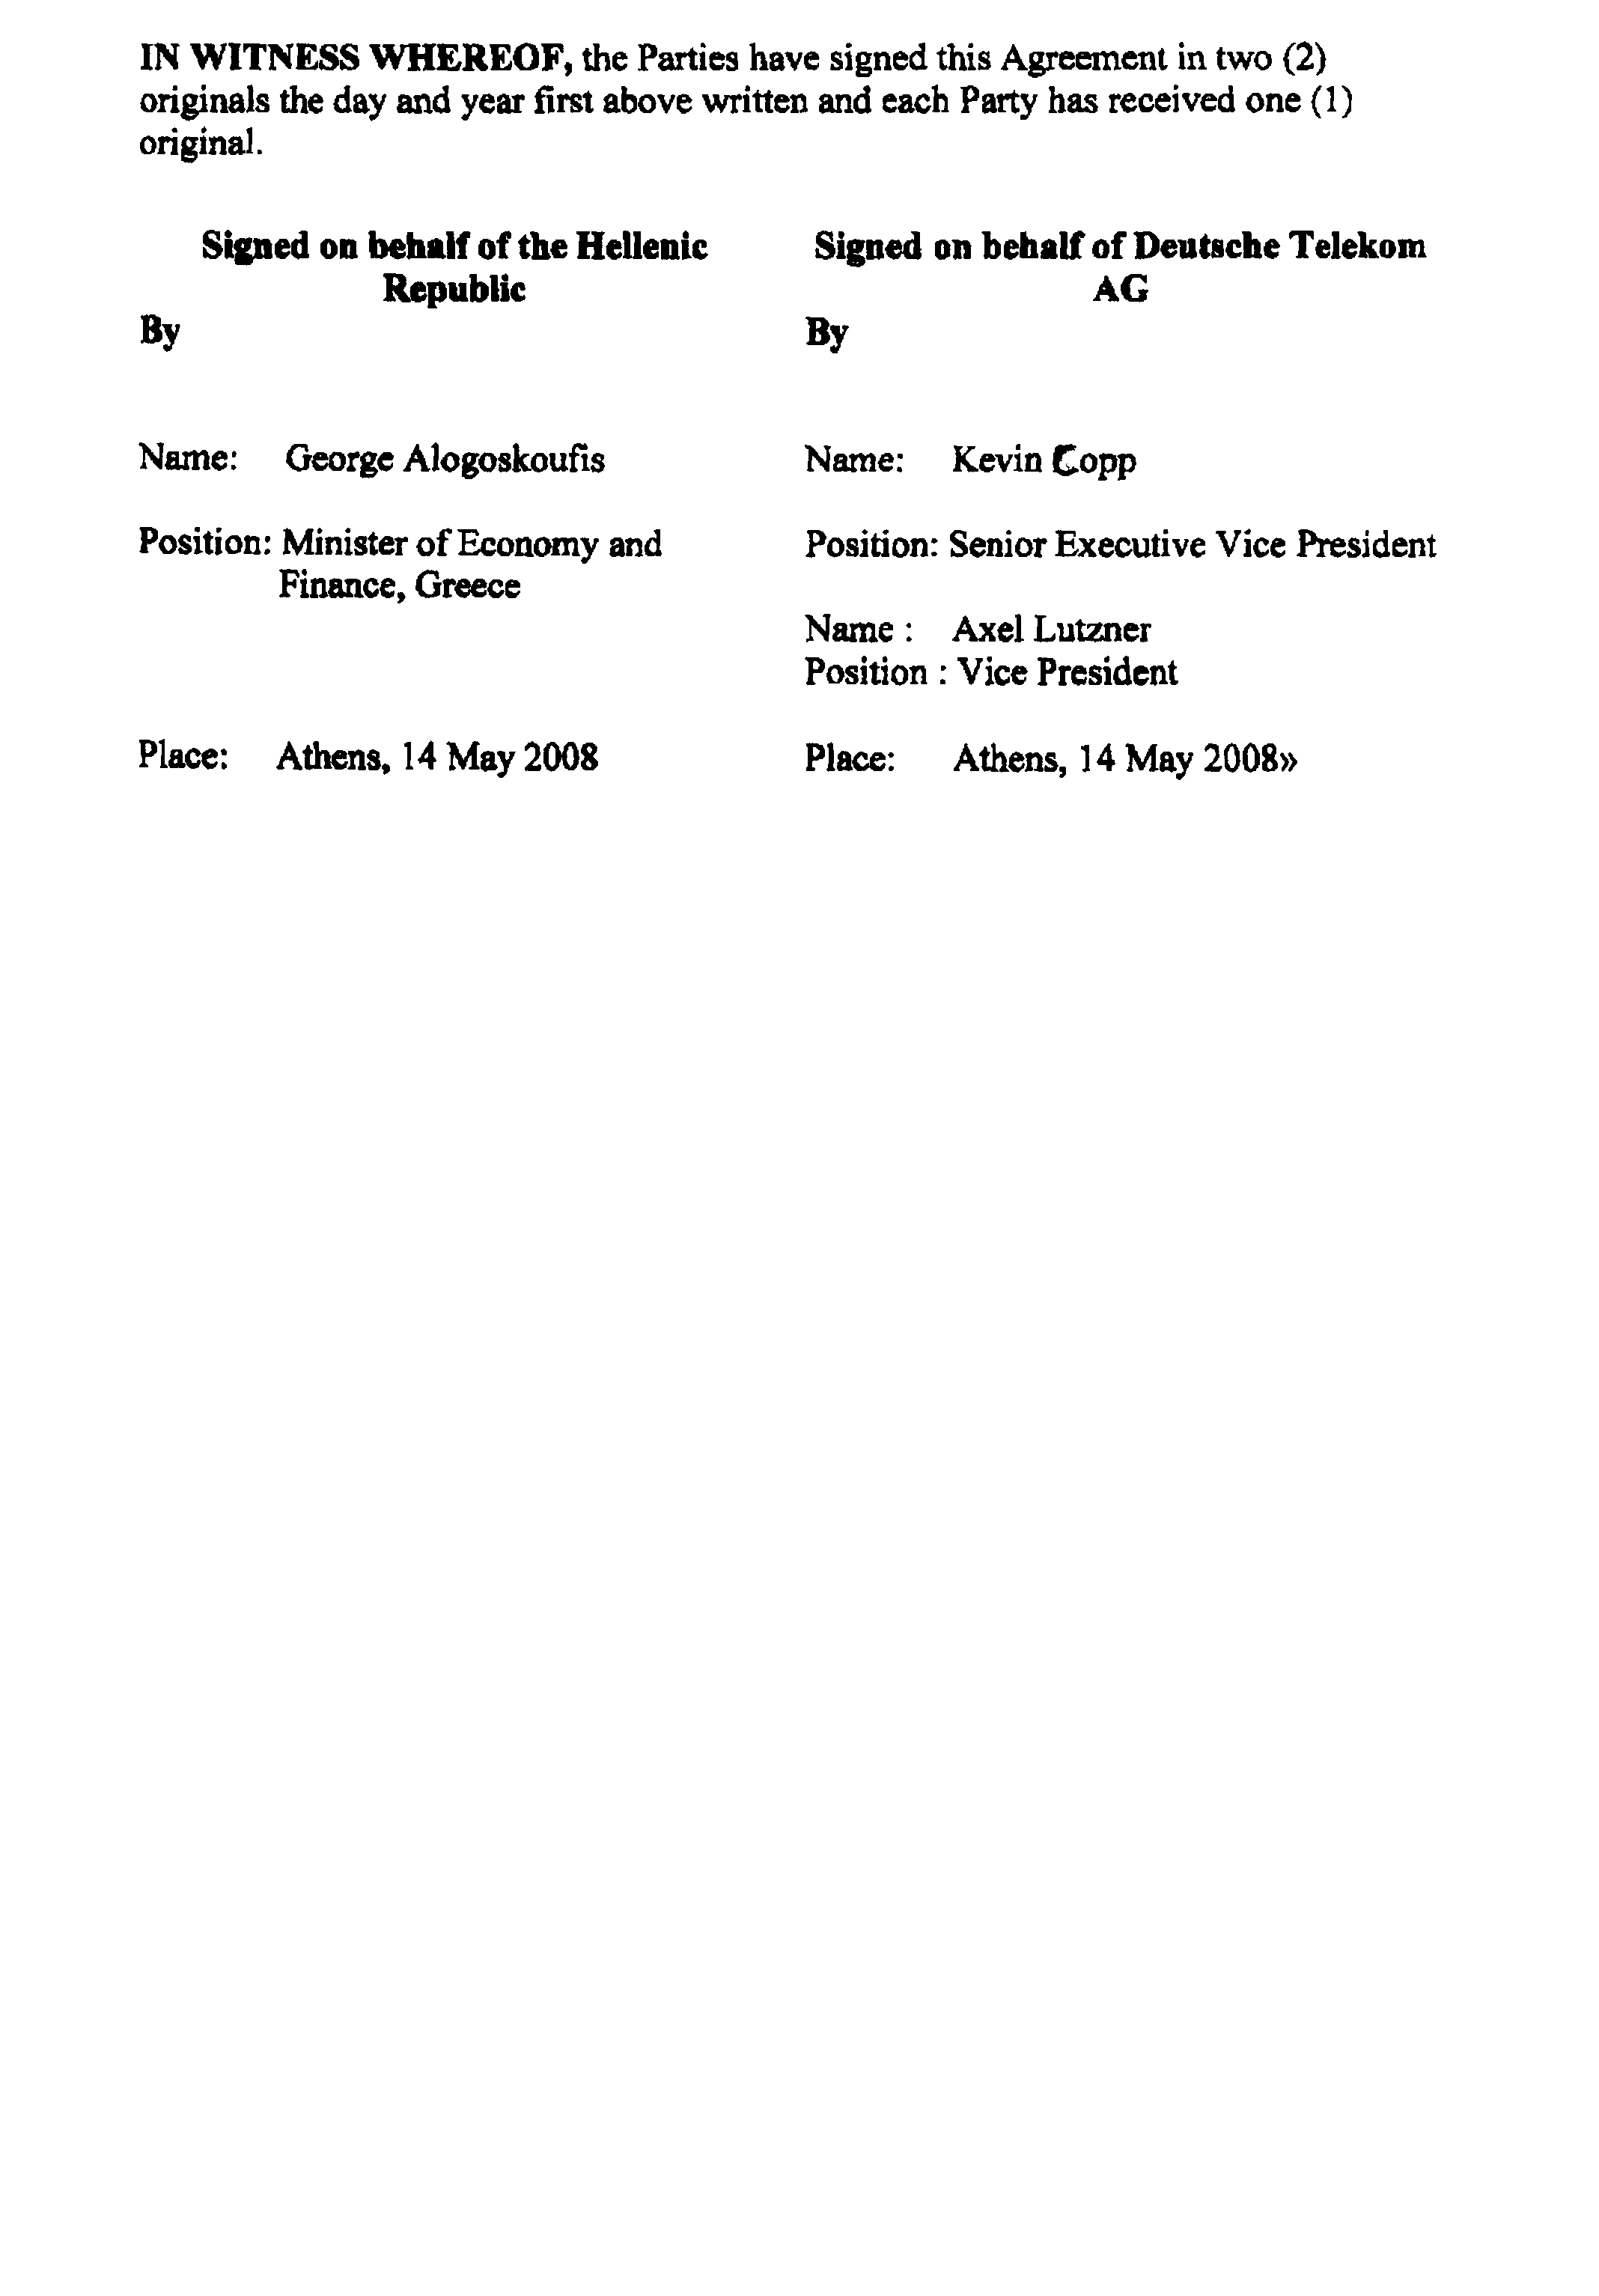 IN WITNESS WHEREOF, the Parties have signed this Agreement in two (2)
originals the day and year first above written and each Party has received one (1)
original.
Signed on behalf of the Hellenic
Republic
By
Name: George Alogoskoufis
Position: Minister of Economy and
Finance, Greece
Place: Athens, 14 May 2008
Signed on behalf of Deutsche Telekom
AG
By
Name: Kevin Copp
Position: Senior Executive Vice President
Name : Axel Lutzner
Position : Vice President
Place: Athens, 14 May 2008»